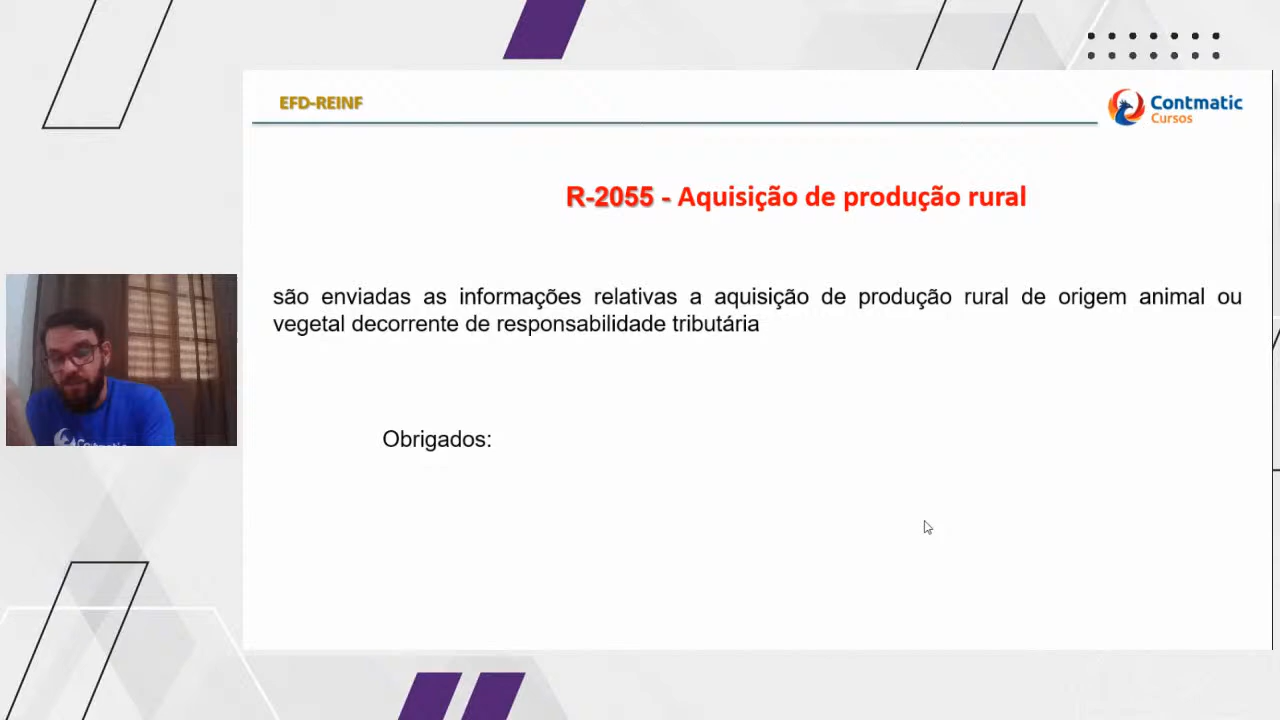 EFD-REINF
Contmatic
Cursos
R-2055 - Aquisição de produção rural
são enviadas as informações relativas a aquisição de produção rural de origem animal ou
vegetal decorrente de responsabilidade tributária
Obrigados:
Contmatic